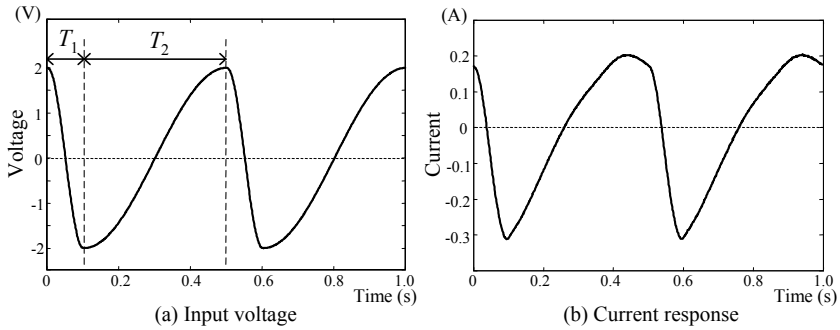 (V)
T1
T2
2
1
0
-1
-2
Voltage
0
0.2
0.4
0.6
0.8
1.0
Time (s)
(a) Input voltage
(A)
0.2
0.1
0
-0.1
-0.2
-0.3
Current
0
0.2
0.4
0.6
0.8
1.0
Time (s)
(b) Current response